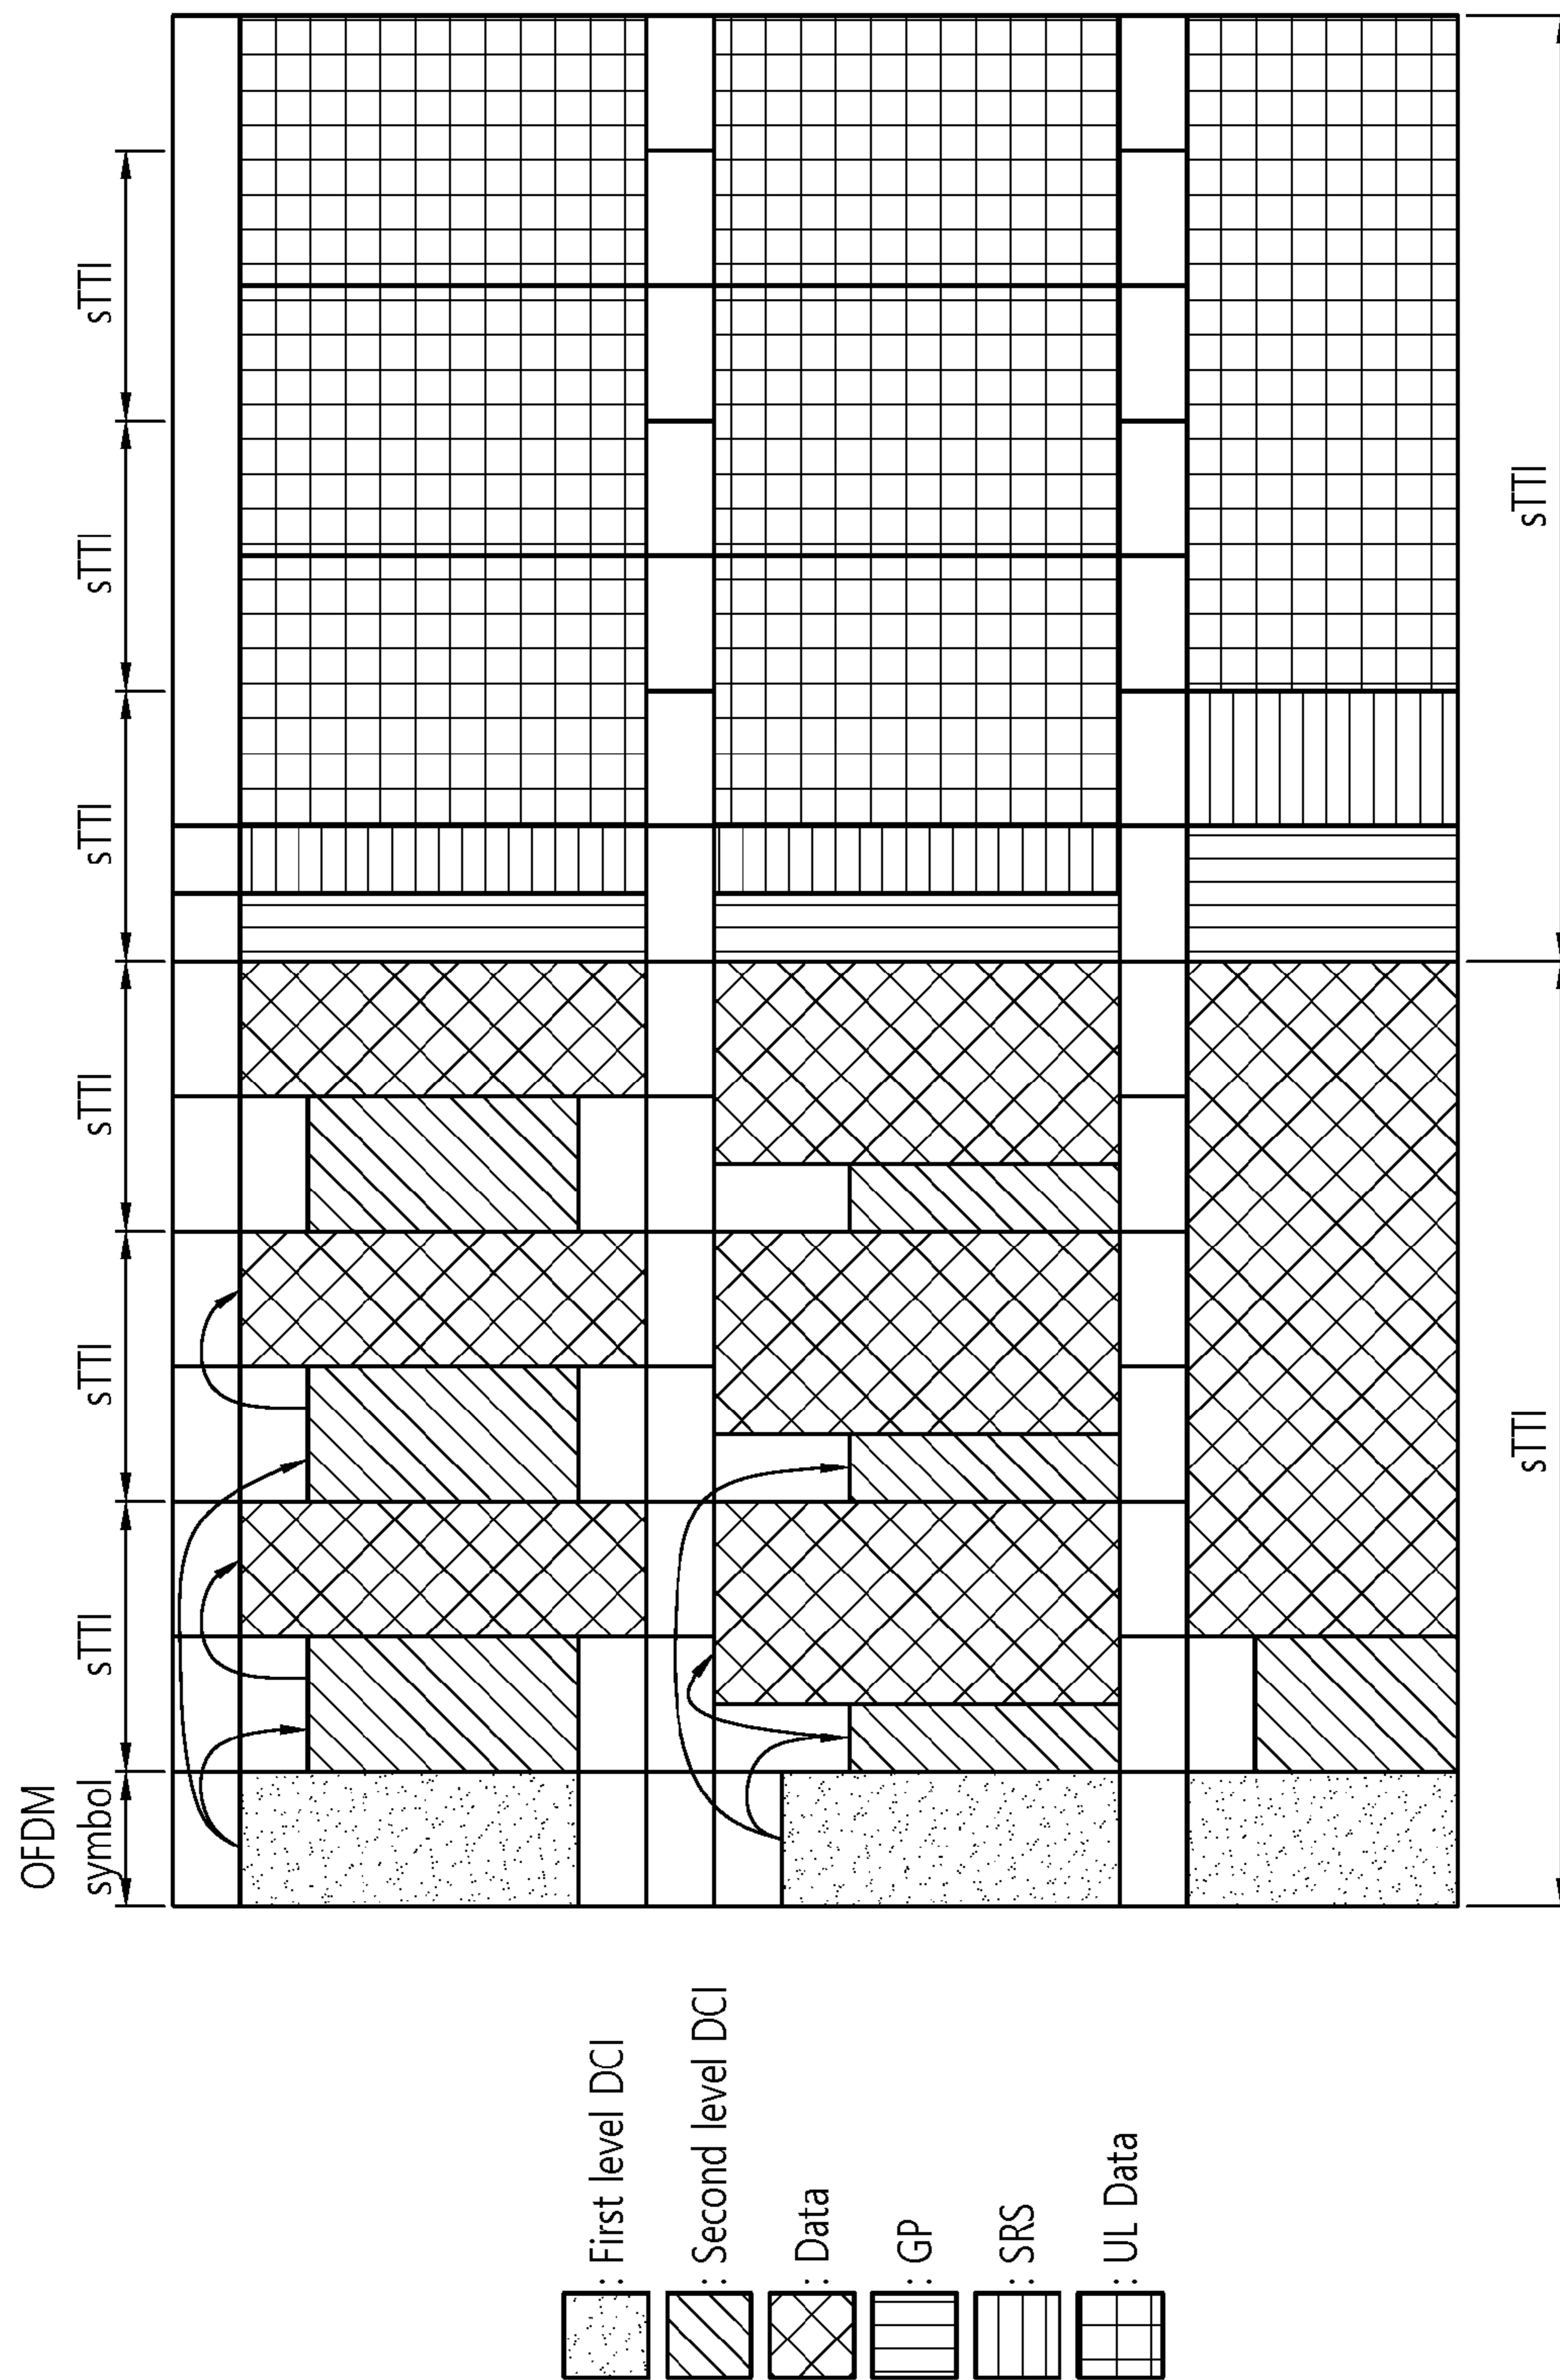 OFDM
symbol
sTTI
sTTI
sTTI
sTTI
sTTI
sTTI
sTTI
sTTI
: First level DCI
: Second level DCI
: Data
: GP
: SRS
: UL Data